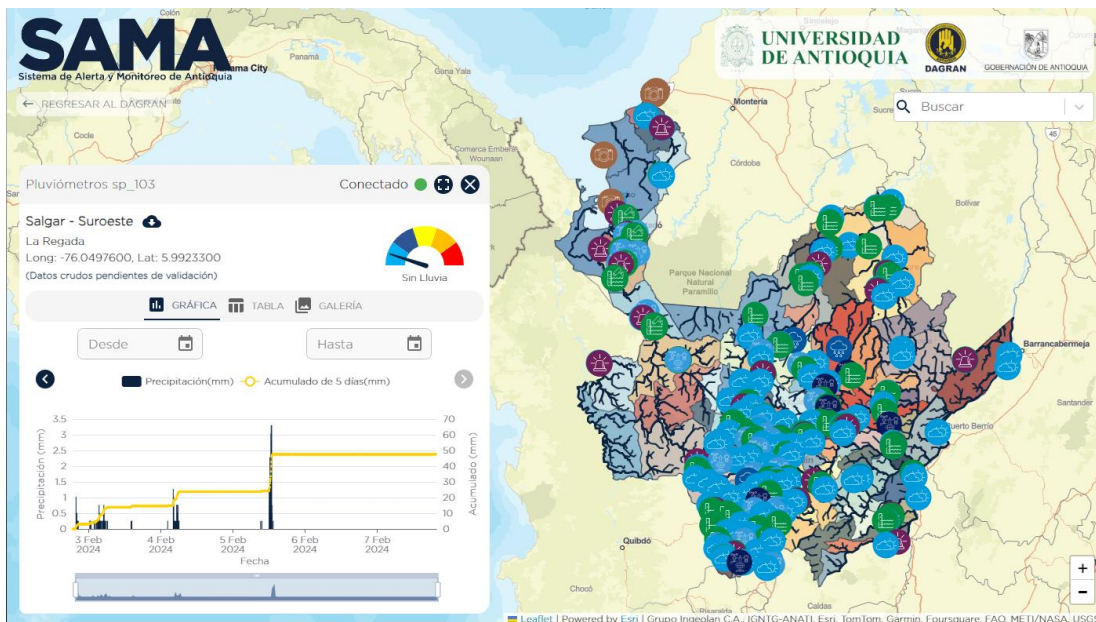 SAMA
Sistema de Alerta y Monitoreo de Antioquia
← REGRESAR AL DAGRAN
UNIVERSIDAD
DE ANTIOQUIA
DAGRAN
GOBERNACIÓN DE ANTIOQUIA
Buscar
Pluviómetros sp_103
Conectado
Salgar - Suroeste
La Regada
Long: -76.0497600, Lat: 5.9923300
(Datos crudos pendientes de validación)
Sin Lluvia
GRÁFICA
TABLA
GALERÍA
Desde
Hasta
Precipitación(mm)
Acumulado de 5 días(mm)
Precipitación (mm)
3.5
3
2.5
2
1.5
1
0.5
0
70
60
50
40
30
20
10
0
Acumulado (mm)
3 Feb
2024
4 Feb
2024
5 Feb
2024
6 Feb
2024
7 Feb
2024
Fecha
Colón
Panamá
Panama City
Guna Yala
Cocle
Comarca Emberá
Wounaan
Sincelejo
Sucre
Montería
Córdoba
45
Bolívar
Parque Nacional
Natural
Paramillo
Barrancabermeja
Santander
Puerto Berrío
Quibdó
Chocó
Risaralda
Caldas
+
−
Leaflet | Powered by Esri | Grupo Ingeolan C.A., IGNTG-ANATI, Esri, TomTom, Garmin, Foursquare, FAO, METI/NASA, USGS